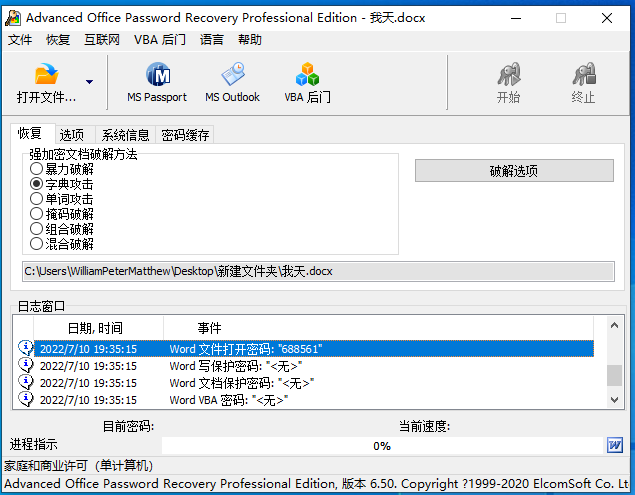 Advanced Office Password Recovery Professional Edition - 我天.docx
文件 恢复 互联网 VBA 后门 语言 帮助
打开文件... MS Passport MS Outlook VBA 后门 开始 终止
恢复 选项 系统信息 密码缓存
强加密文档破解方法
暴力破解
破解选项
字典攻击
单词攻击
掩码破解
组合破解
混合破解
C:\Users\WilliamPeterMatthew\Desktop\新建文件夹\我天.docx
日志窗口
日期, 时间 事件
2022/7/10 19:35:15 Word 文件打开密码: "688561"
2022/7/10 19:35:15 Word 写保护密码: "<无>"
2022/7/10 19:35:15 Word 文档保护密码: "<无>"
2022/7/10 19:35:15 Word VBA 密码: "<无>"
目前密码: 当前速度:
进程指示 0%
家庭和商业许可（单计算机）
Advanced Office Password Recovery Professional Edition, 版本 6.50. Copyright ?1999-2020 ElcomSoft Co. Lt